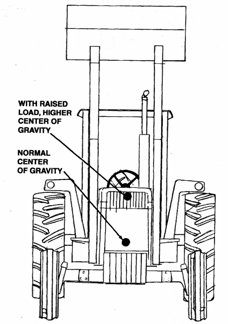 WITH RAISED
LOAD, HIGHER
CENTER OF
GRAVITY
NORMAL
CENTER
OF GRAVITY